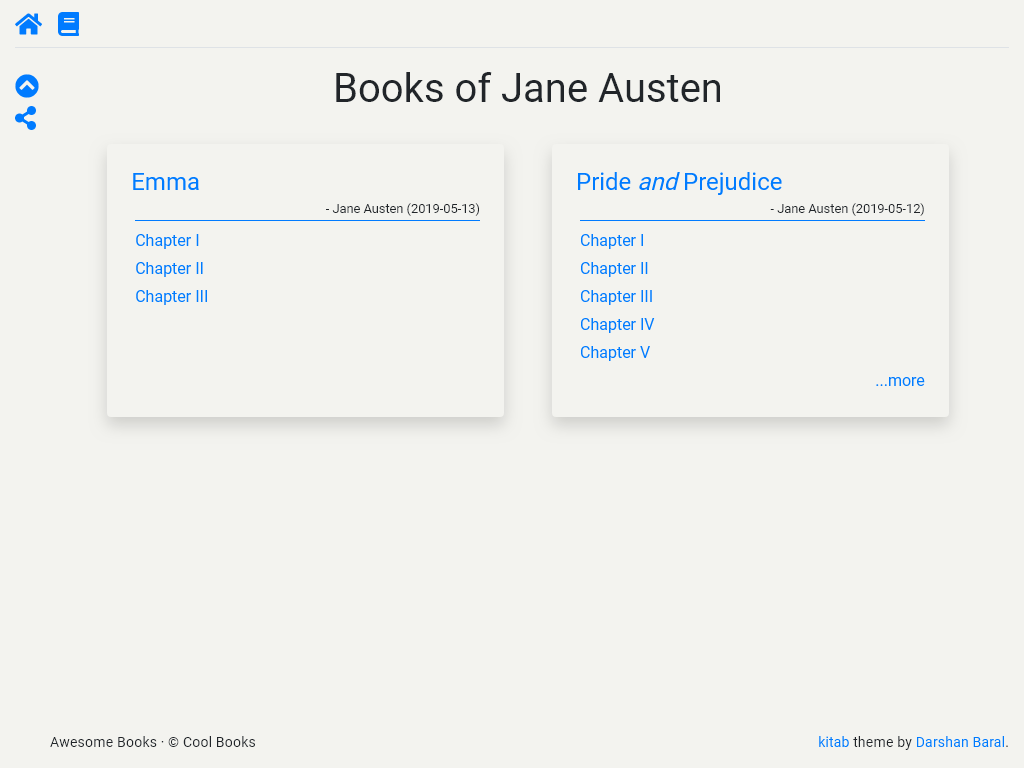 Books of Jane Austen
Emma
- Jane Austen (2019-05-13)
Chapter I
Chapter II
Chapter III
Pride and Prejudice
- Jane Austen (2019-05-12)
Chapter I
Chapter II
Chapter III
Chapter IV
Chapter V
...more
Awesome Books · © Cool Books
kitab theme by Darshan Baral.